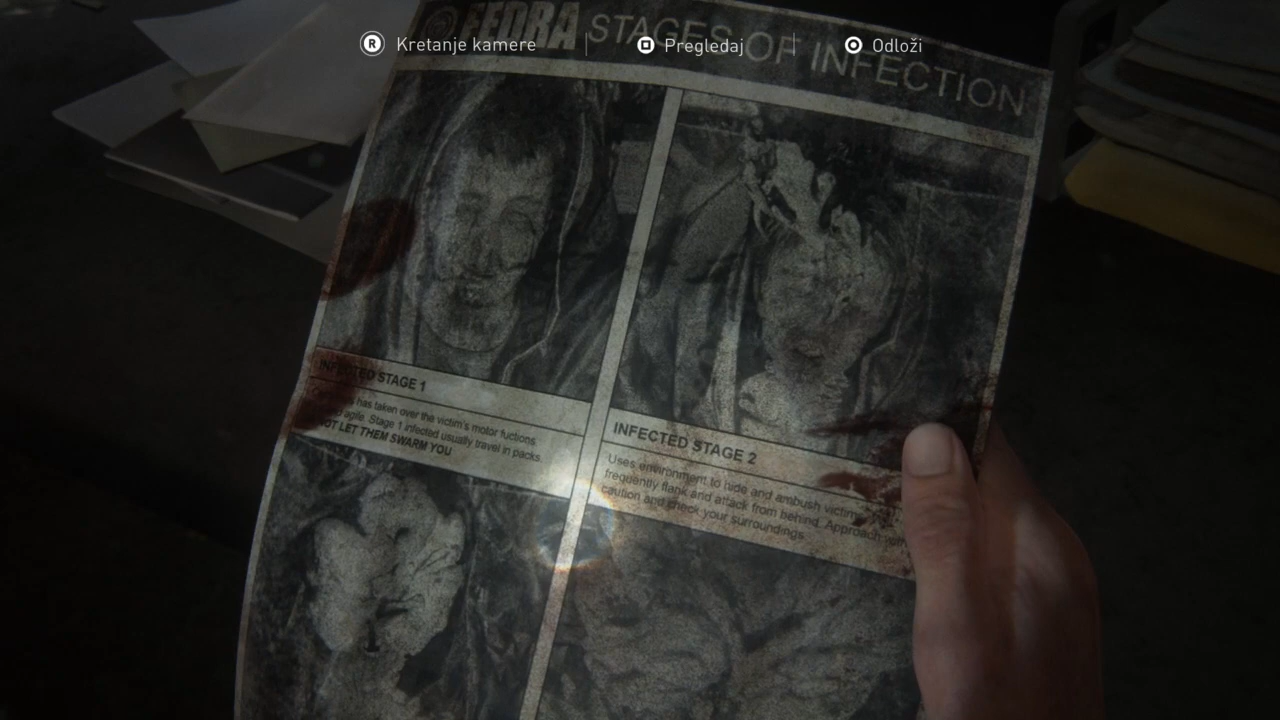 R Kretanje kamere
Pregledaj
Odloži
FEDRA STAGES OF INFECTION
INFECTED STAGE 1
has taken over the victim's motor fuctions
agile. Stage 1 infected usually travel in packs.
NOT LET THEM SWARM YOU
INFECTED STAGE 2
Uses environment to hide and ambush victims
frequently flank and attack from behind. Approach with
caution and check your surroundings